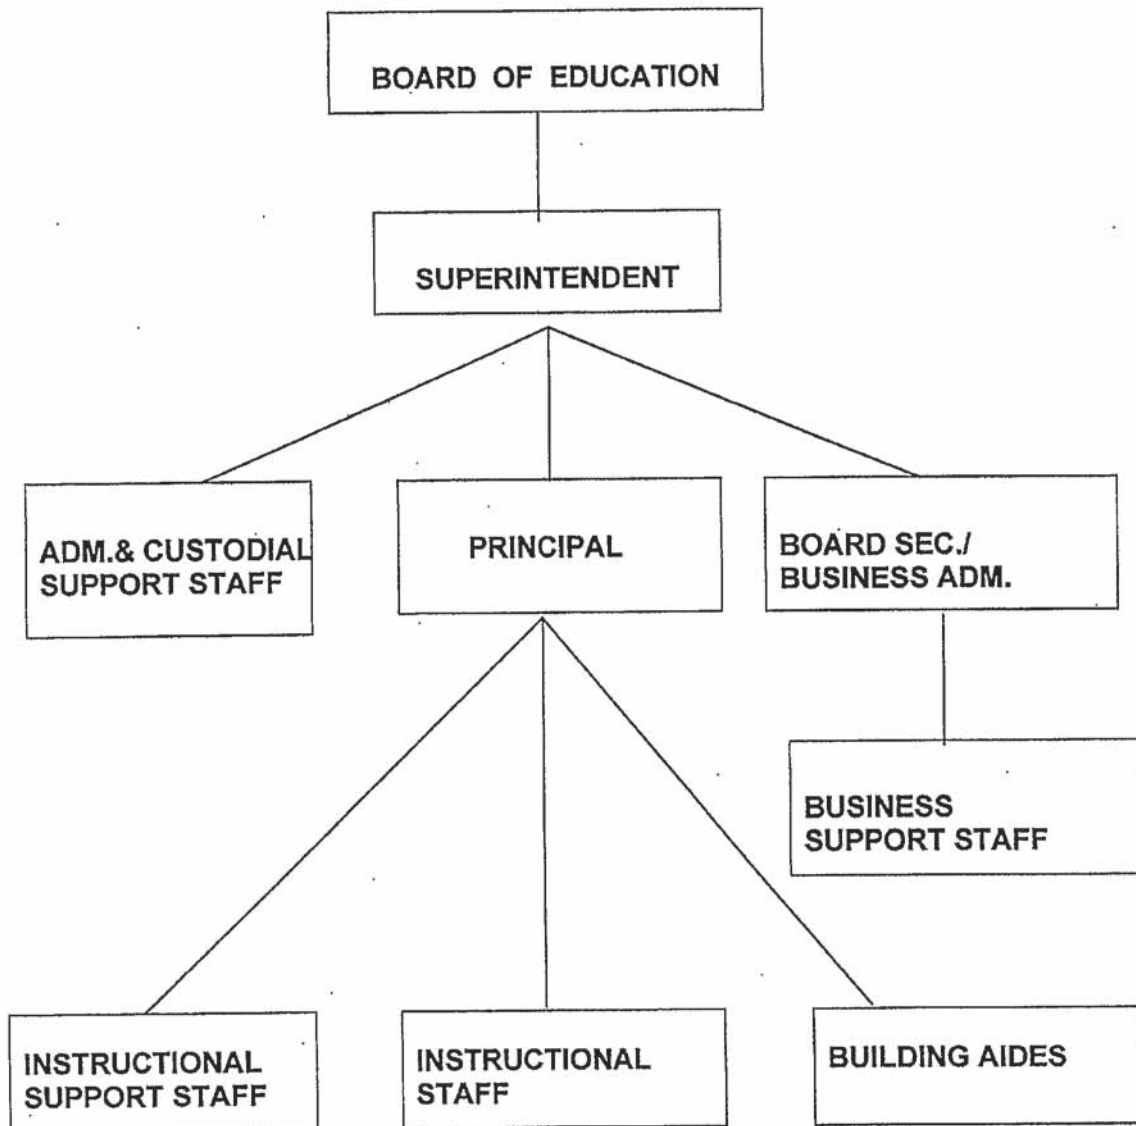 BOARD OF EDUCATION
SUPERINTENDENT
ADM.& CUSTODIAL
SUPPORT STAFF
PRINCIPAL
BOARD SEC./
BUSINESS ADM.
BUSINESS
SUPPORT STAFF
INSTRUCTIONAL
SUPPORT STAFF
INSTRUCTIONAL
STAFF
BUILDING AIDES